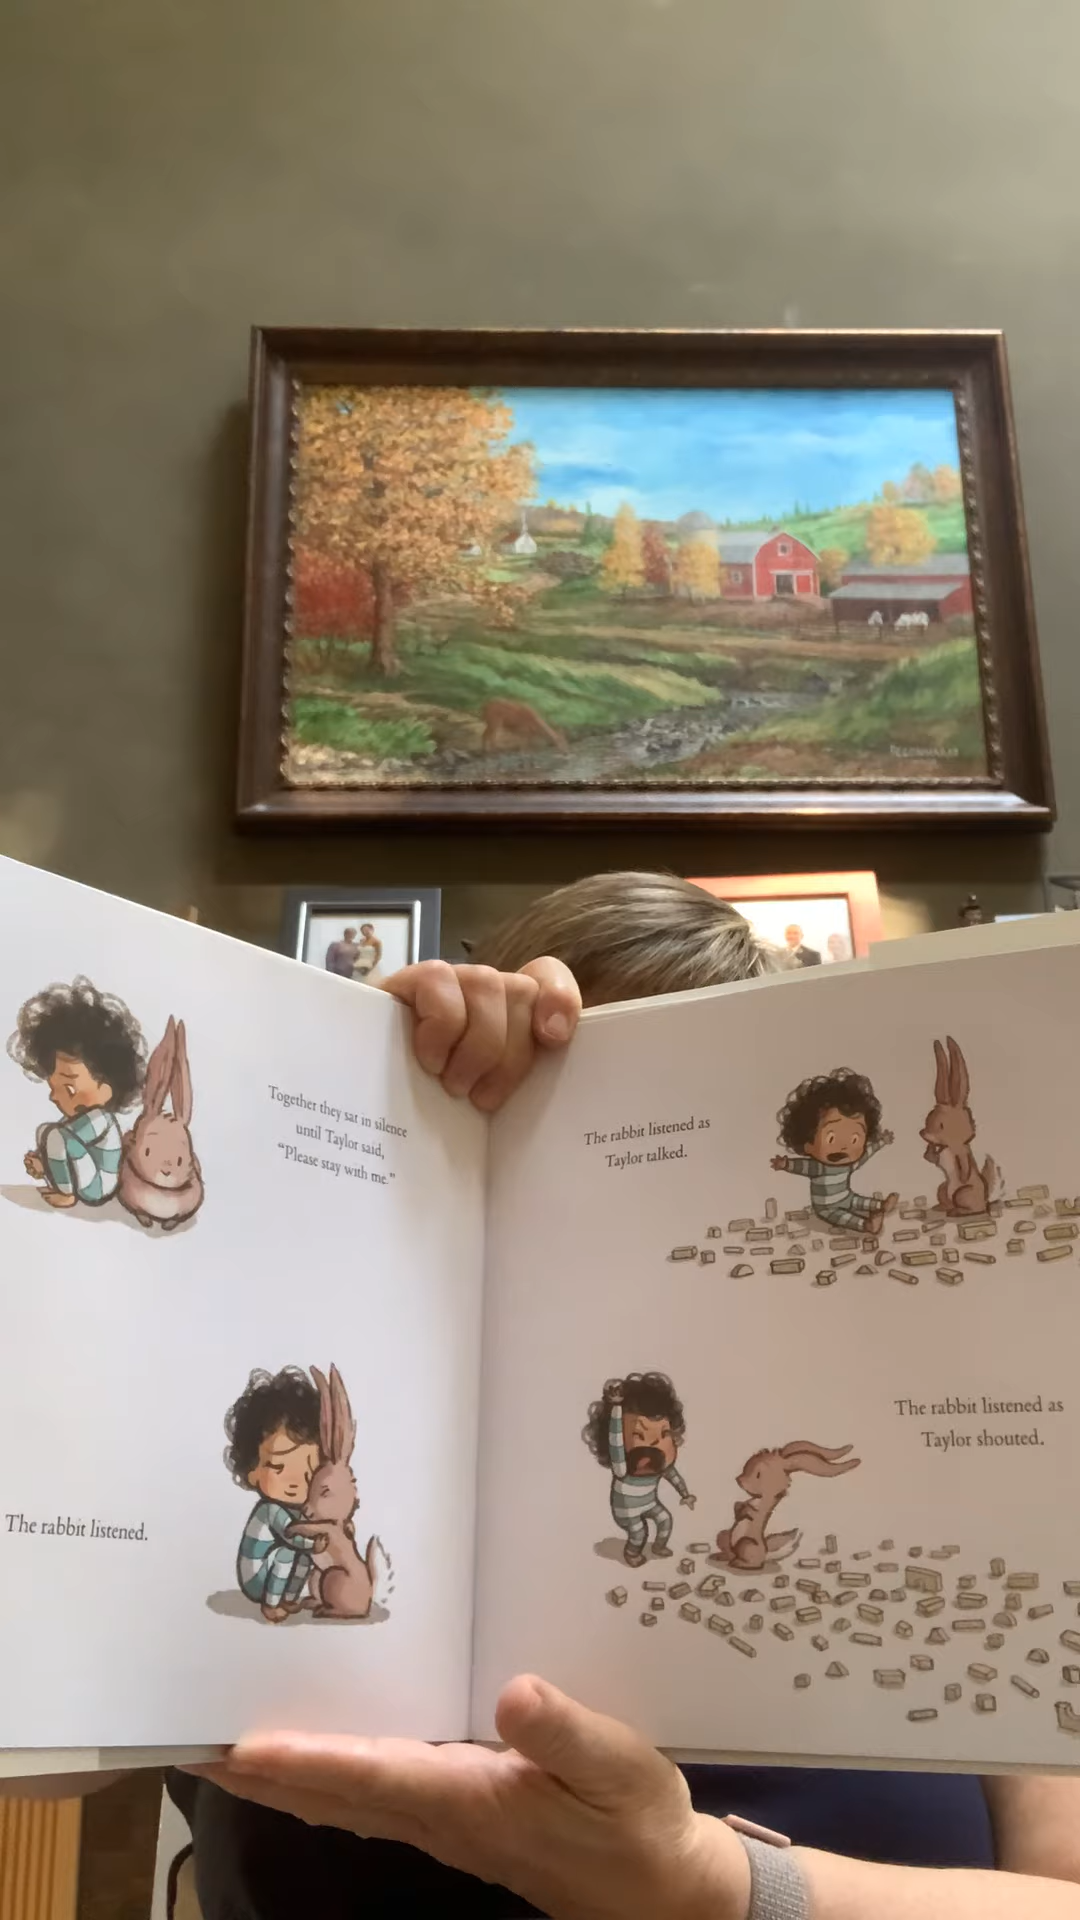 Together they sat in silence
until Taylor said,
“Please stay with me.”
The rabbit listened.
The rabbit listened as
Taylor talked.
The rabbit listened as
Taylor shouted.